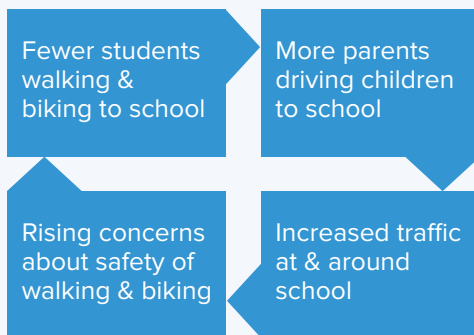 Fewer students
walking &
biking to school
More parents
driving children
to school
Increased traffic
at & around
school
Rising concerns
about safety of
walking & biking